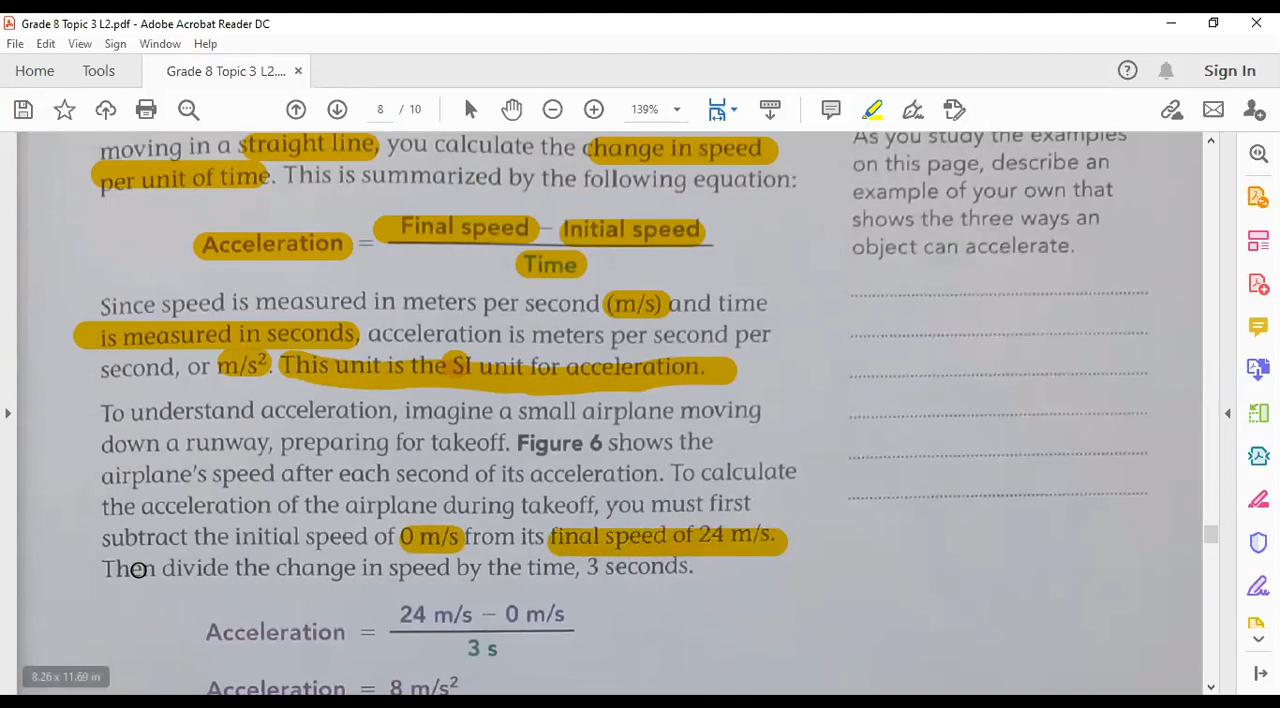 Grade 8 Topic 3 L2.pdf - Adobe Acrobat Reader DC
File Edit View Sign Window Help
Home Tools Grade 8 Topic 3 L2.... × Sign In
8 / 10 139%
moving in a straight line, you calculate the change in speed
per unit of time. This is summarized by the following equation:
Acceleration = Final speed – Initial speed
Time
Since speed is measured in meters per second (m/s) and time
is measured in seconds, acceleration is meters per second per
second, or m/s². This unit is the SI unit for acceleration.
To understand acceleration, imagine a small airplane moving
down a runway, preparing for takeoff. Figure 6 shows the
airplane's speed after each second of its acceleration. To calculate
the acceleration of the airplane during takeoff, you must first
subtract the initial speed of 0 m/s from its final speed of 24 m/s.
Then divide the change in speed by the time, 3 seconds.
Acceleration = 24 m/s – 0 m/s
3 s
Acceleration = 8 m/s²
As you study the examples
on this page, describe an
example of your own that
shows the three ways an
object can accelerate.
8.26 x 11.69 in